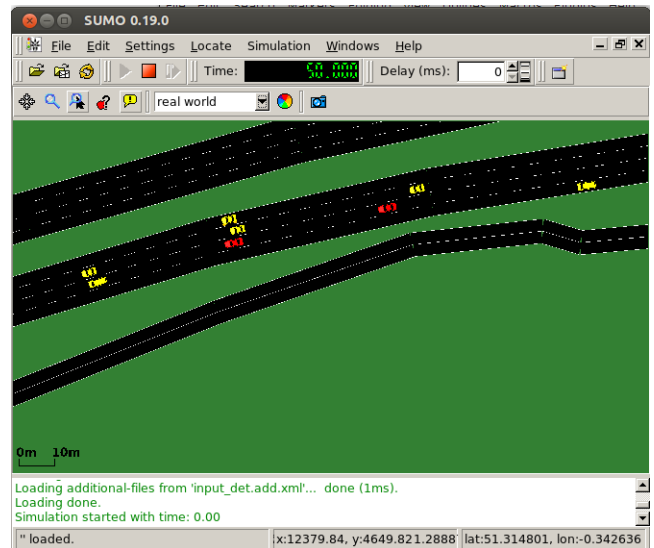 SUMO 0.19.0
File Edit Settings Locate Simulation Windows Help
Time: 50.000 Delay (ms): 0
real world
0m 10m
Loading additional-files from 'input_det.add.xml'... done (1ms).
Loading done.
Simulation started with time: 0.00
'' loaded. x:12379.84, y:4649.821.2888 lat:51.314801, lon:-0.342636